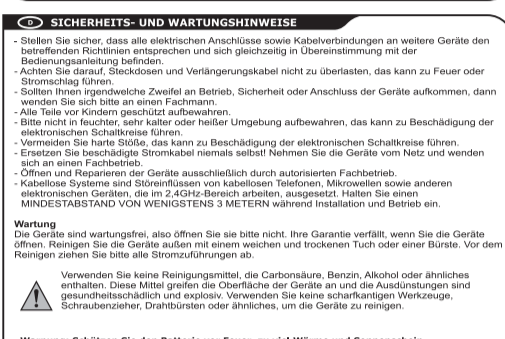 D SICHERHEITS- UND WARTUNGSHINWEISE
- Stellen Sie sicher, dass alle elektrischen Anschlüsse sowie Kabelverbindungen an weitere Geräte den
betreffenden Richtlinien entsprechen und sich gleichzeitig in Übereinstimmung mit der
Bedienungsanleitung befinden.
- Achten Sie darauf, Steckdosen und Verlängerungskabel nicht zu überlasten, das kann zu Feuer oder
Stromschlag führen.
- Sollten Ihnen irgendwelche Zweifel an Betrieb, Sicherheit oder Anschluss der Geräte aufkommen, dann
wenden Sie sich bitte an einen Fachmann.
- Alle Teile vor Kindern geschützt aufbewahren.
- Bitte nicht in feuchter, sehr kalter oder heißer Umgebung aufbewahren, das kann zu Beschädigung der
elektronischen Schaltkreise führen.
- Vermeiden Sie harte Stöße, das kann zu Beschädigung der elektronischen Schaltkreise führen.
- Ersetzen Sie beschädigte Stromkabel niemals selbst! Nehmen Sie die Geräte vom Netz und wenden
sich an einen Fachbetrieb.
- Öffnen und Reparieren der Geräte ausschließlich durch autorisierten Fachbetrieb.
- Kabellose Systeme sind Störeinflüssen von kabellosen Telefonen, Mikrowellen sowie anderen
elektronischen Geräten, die im 2,4GHz-Bereich arbeiten, ausgesetzt. Halten Sie einen
MINDESTABSTAND VON WENIGSTENS 3 METERN während Installation und Betrieb ein.
Wartung
Die Geräte sind wartungsfrei, also öffnen Sie sie bitte nicht. Ihre Garantie verfällt, wenn Sie die Geräte
öffnen. Reinigen Sie die Geräte außen mit einem weichen und trockenen Tuch oder einer Bürste. Vor dem
Reinigen ziehen Sie bitte alle Stromzuführungen ab.
Verwenden Sie keine Reinigungsmittel, die Carbonsäure, Benzin, Alkohol oder ähnliches
enthalten. Diese Mittel greifen die Oberfläche der Geräte an und die Ausdünstungen sind
gesundheitsschädlich und explosiv. Verwenden Sie keine scharfkantigen Werkzeuge,
Schraubenzieher, Drahtbürsten oder ähnliches, um die Geräte zu reinigen.
Warnung: Schützen Sie den Batterie vor Feuer, zuviel Wärme und Sonnenschein